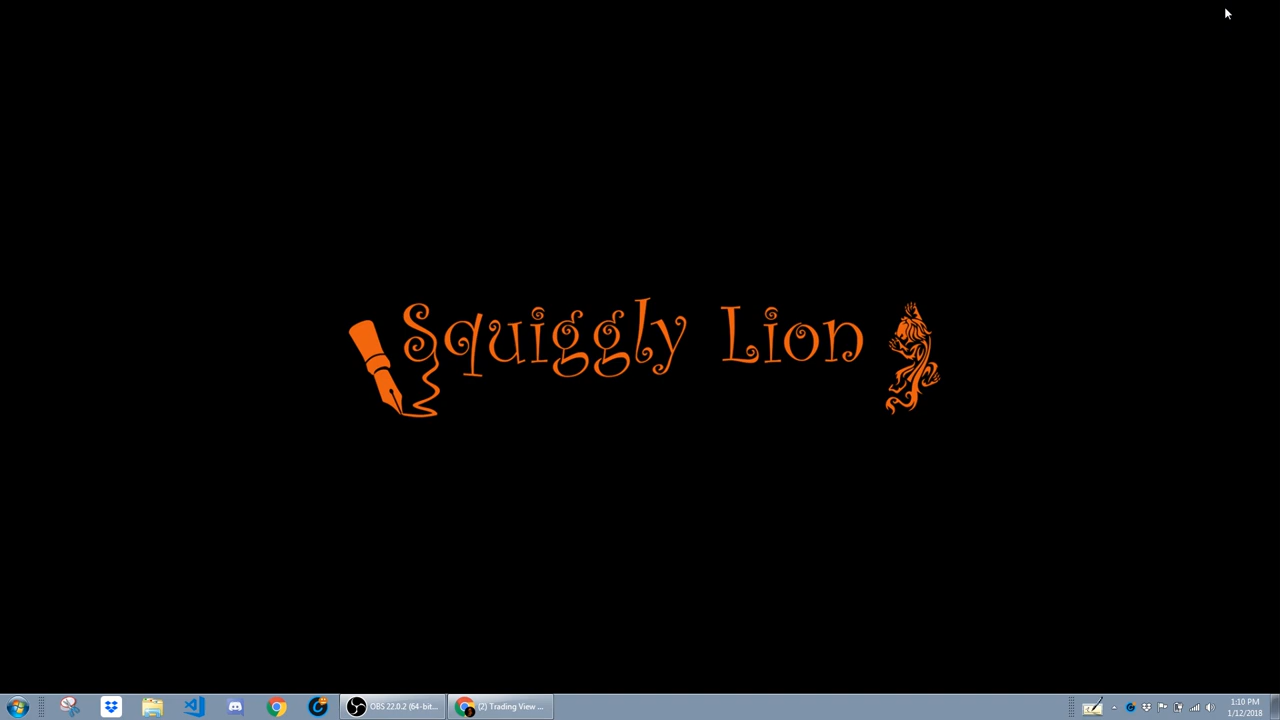 Squiggly Lion
OBS 22.0.2 (64-bit...
(2) Trading View ...
1:10 PM
1/12/2018